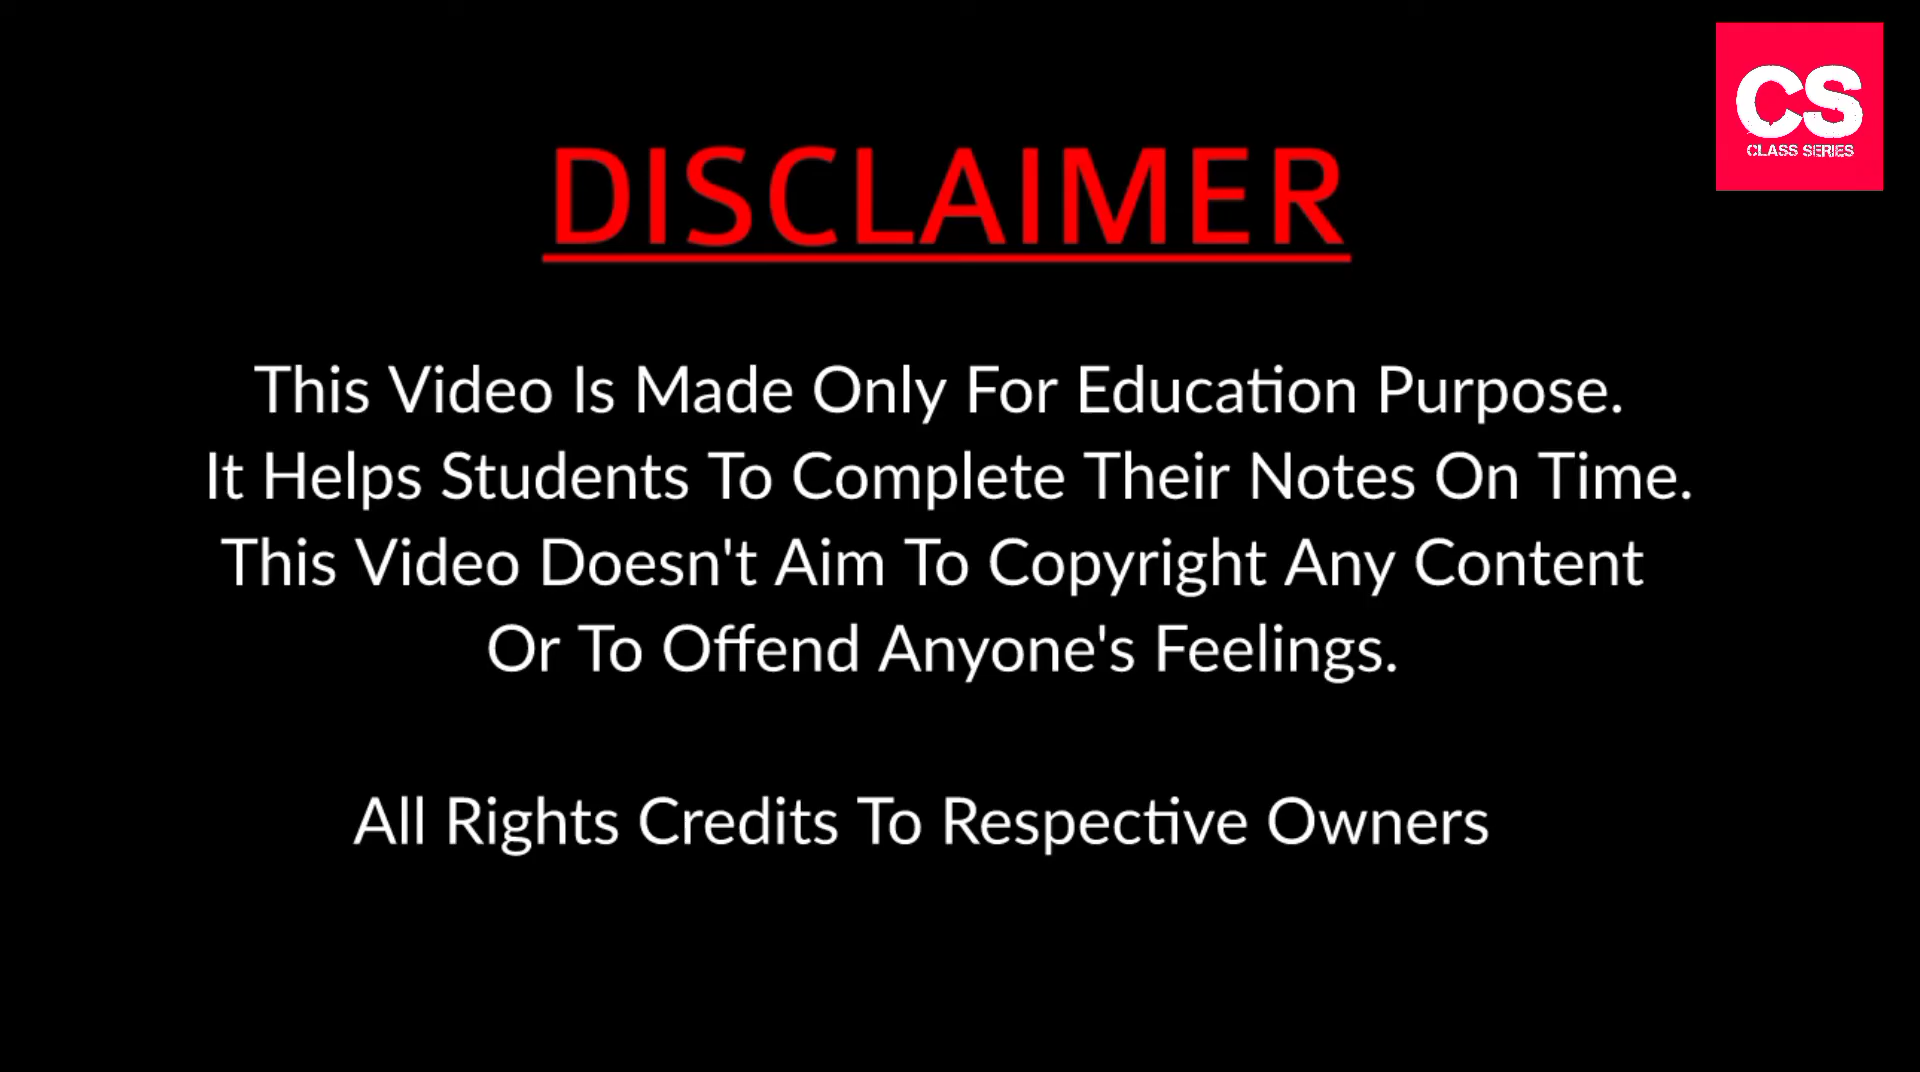 CS
CLASS SERIES
DISCLAIMER
This Video Is Made Only For Education Purpose.
It Helps Students To Complete Their Notes On Time.
This Video Doesn't Aim To Copyright Any Content
Or To Offend Anyone's Feelings.
All Rights Credits To Respective Owners